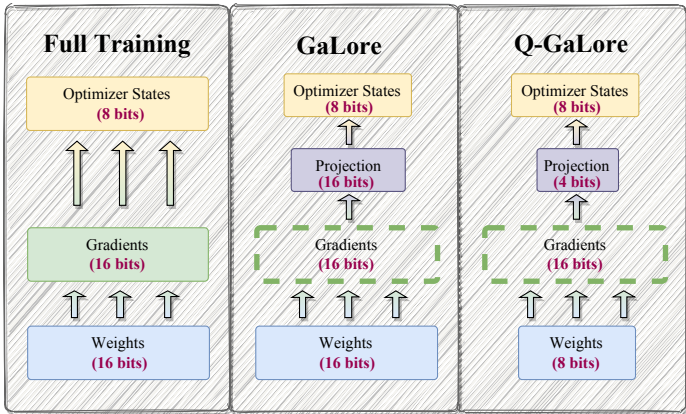 Full Training
Optimizer States
(8 bits)
Gradients
(16 bits)
Weights
(16 bits)
GaLore
Optimizer States
(8 bits)
Projection
(16 bits)
Gradients
(16 bits)
Weights
(16 bits)
Q-GaLore
Optimizer States
(8 bits)
Projection
(4 bits)
Gradients
(16 bits)
Weights
(8 bits)